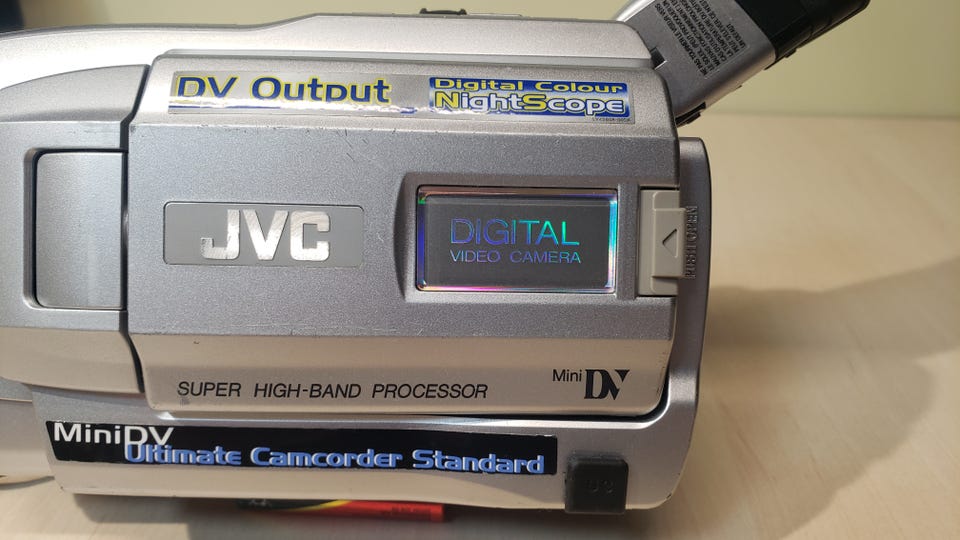 DV Output
Digital Colour
NightScope
JVC
DIGITAL
VIDEO CAMERA
PUSH OPEN
SUPER HIGH-BAND PROCESSOR
Mini DV
MiniDV
Ultimate Camcorder Standard